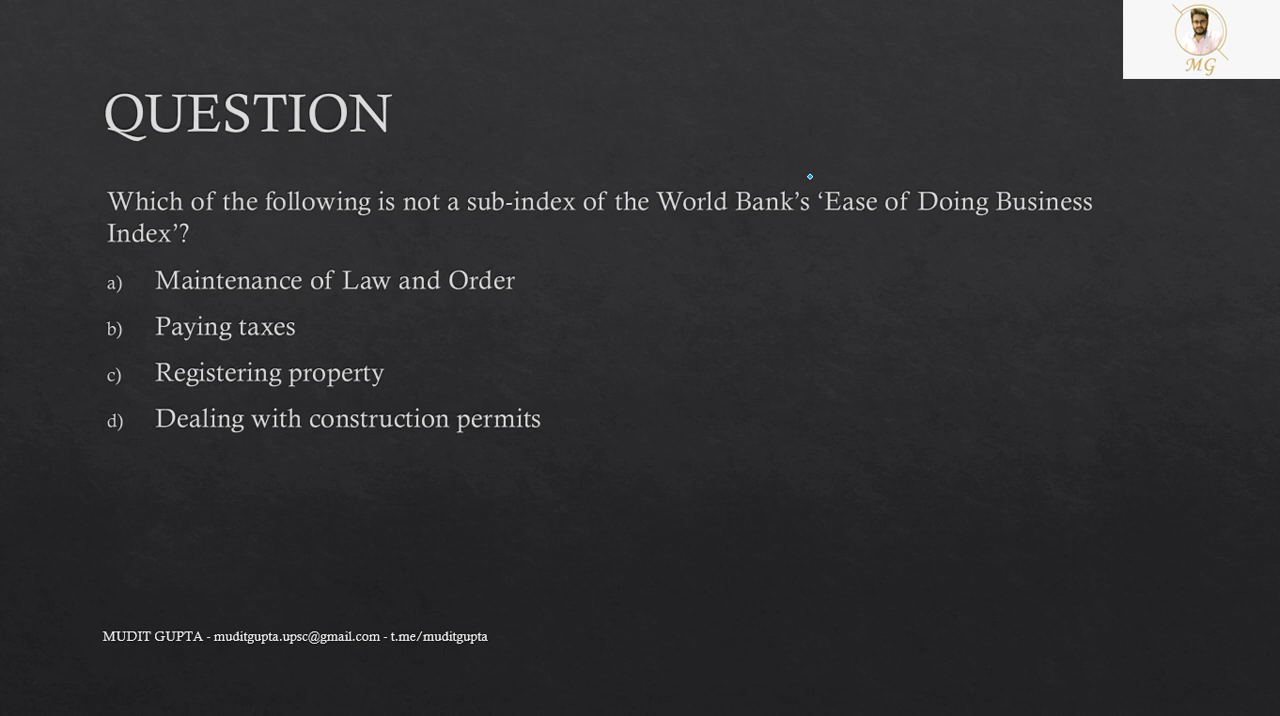 MG
QUESTION
Which of the following is not a sub-index of the World Bank’s ‘Ease of Doing Business
Index’?
a) Maintenance of Law and Order
b) Paying taxes
c) Registering property
d) Dealing with construction permits
MUDIT GUPTA - muditgupta.upsc@gmail.com - t.me/muditgupta